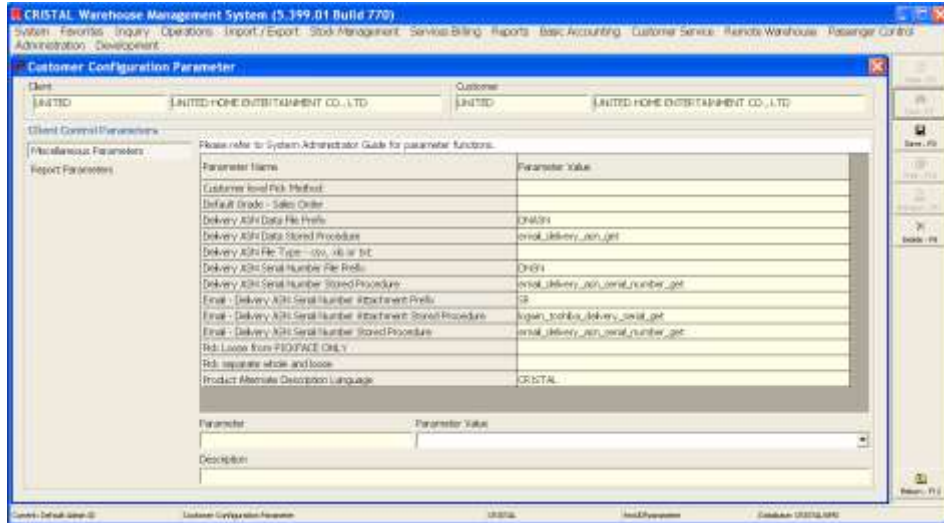 CRISTAL Warehouse Management System (5.399.01 Build 770)
System Favorites Inquiry Operations Import / Export Stock Management Services Billing Reports Basic Accounting Customer Service Remote Warehouse Passenger Control
Administration Development
Customer Configuration Parameter
Client Customer
UNITED UNITED HOME ENTERTAINMENT CO., LTD UNITED UNITED HOME ENTERTAINMENT CO., LTD
Client Control Parameters
Miscellaneous Parameters
Report Parameters
Please refer to System Administrator Guide for parameter functions.
Parameter Name Parameter Value
Customer level Pick Method
Default Grade - Sales Order
Delivery ASN Data File Prefix DNASN
Delivery ASN Data Stored Procedure email_delivery_asn_get
Delivery ASN File Type - csv, xls or txt
Delivery ASN Serial Number File Prefix DNSN
Delivery ASN Serial Number Stored Procedure email_delivery_asn_serial_number_get
Email - Delivery ASN Serial Number Attachment Prefix SR
Email - Delivery ASN Serial Number Attachment Stored Procedure logwin_toshiba_delivery_serial_get
Email - Delivery ASN Serial Number Stored Procedure email_delivery_asn_serial_number_get
Pick Loose from PICKFACE ONLY
Pick separate whole and loose
Product Alternate Description Language CRISTAL
Parameter Parameter Value
Description
Save - F9
Delete - F8
Return - F12
Customer Configuration Parameter CRISTAL